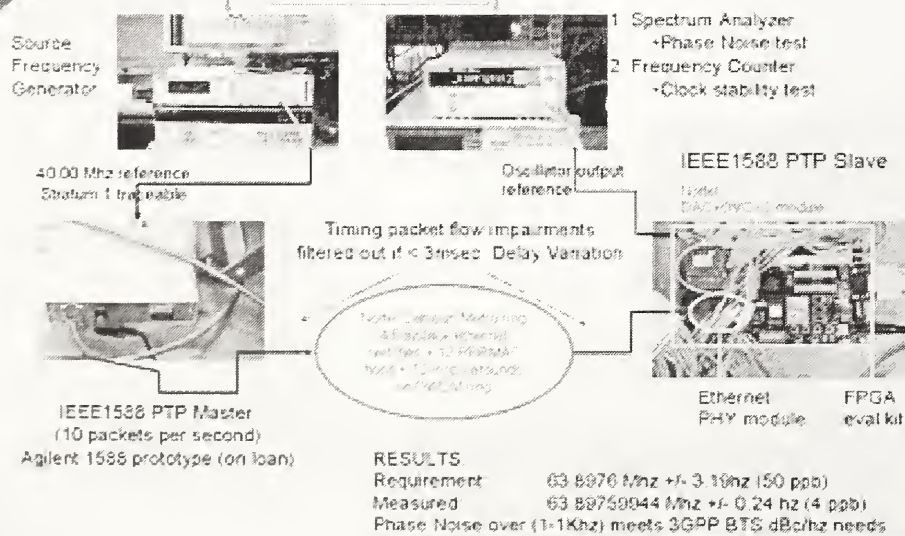 Source
Frequency
Generator
1 Spectrum Analyzer
•Phase Noise test
2 Frequency Counter
•Clock stability test
40.00 Mhz reference
Stratum 1 traceable
Oscillator output
reference
IEEE1588 PTP Slave
module
Timing packet flow impairments
filtered out if < 3msec. Delay Variation
IEEE1588 PTP Master
(10 packets per second)
Agilent 1588 prototype (on loan)
Ethernet
PHY module
FPGA
eval kit
RESULTS
Requirement 63.8976 Mhz +/- 3.19hz (50 ppb)
Measured 63.89759944 Mhz +/- 0.24 hz (4 ppb)
Phase Noise over (1-1Khz) meets 3GPP BTS dBc/hz needs